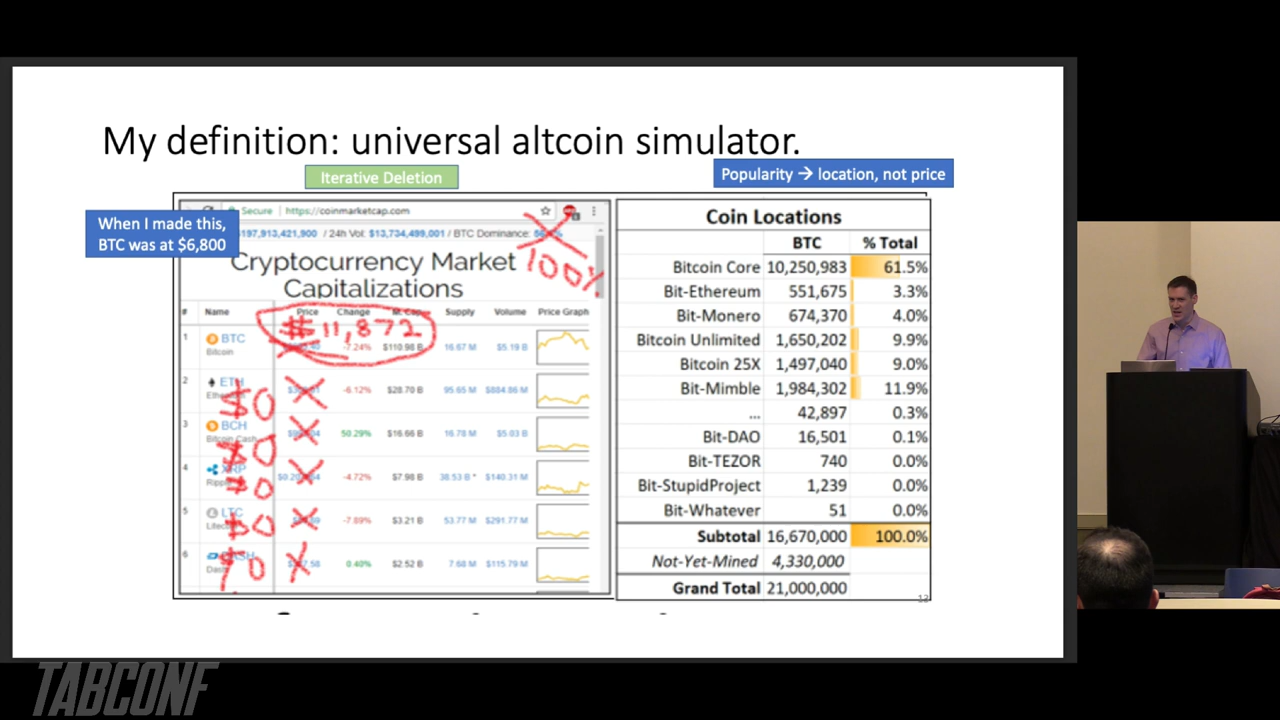 My definition: universal altcoin simulator.
Iterative Deletion
Popularity → location, not price
When I made this,
BTC was at $6,800
Secure | https://coinmarketcap.com
197,913,421,900 / 24h Vol: $13,734,499,001 / BTC Dominance:
100%
Cryptocurrency Market
Capitalizations
# Name Price Change M. Cap Supply Volume Price Graph
$11,872
1 BTC -7.24% $110.98 B 16.67 M $5.19 B
Bitcoin
2 ETH -6.12% $28.70 B 95.65 M $884.86 M
$0
3 BCH 50.29% $16.66 B 16.78 M $5.03 B
Bitcoin Cash
$0
4 XRP -4.72% $7.98 B 38.53 B * $140.31 M
$0
5 LTC -7.89% $3.21 B 53.77 M $291.77 M
$0
6 0.40% $2.52 B 7.68 M $115.79 M
Dash
$0
Coin Locations
BTC % Total
Bitcoin Core 10,250,983 61.5%
Bit-Ethereum 551,675 3.3%
Bit-Monero 674,370 4.0%
Bitcoin Unlimited 1,650,202 9.9%
Bitcoin 25X 1,497,040 9.0%
Bit-Mimble 1,984,302 11.9%
... 42,897 0.3%
Bit-DAO 16,501 0.1%
Bit-TEZOR 740 0.0%
Bit-StupidProject 1,239 0.0%
Bit-Whatever 51 0.0%
Subtotal 16,670,000 100.0%
Not-Yet-Mined 4,330,000
Grand Total 21,000,000
13
TABCONF